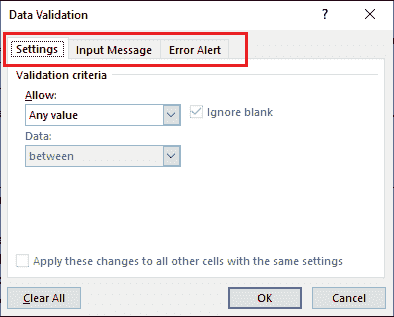 Data Validation
Settings Input Message Error Alert
Validation criteria
Allow:
Any value Ignore blank
Data:
between
Apply these changes to all other cells with the same settings
Clear All OK Cancel